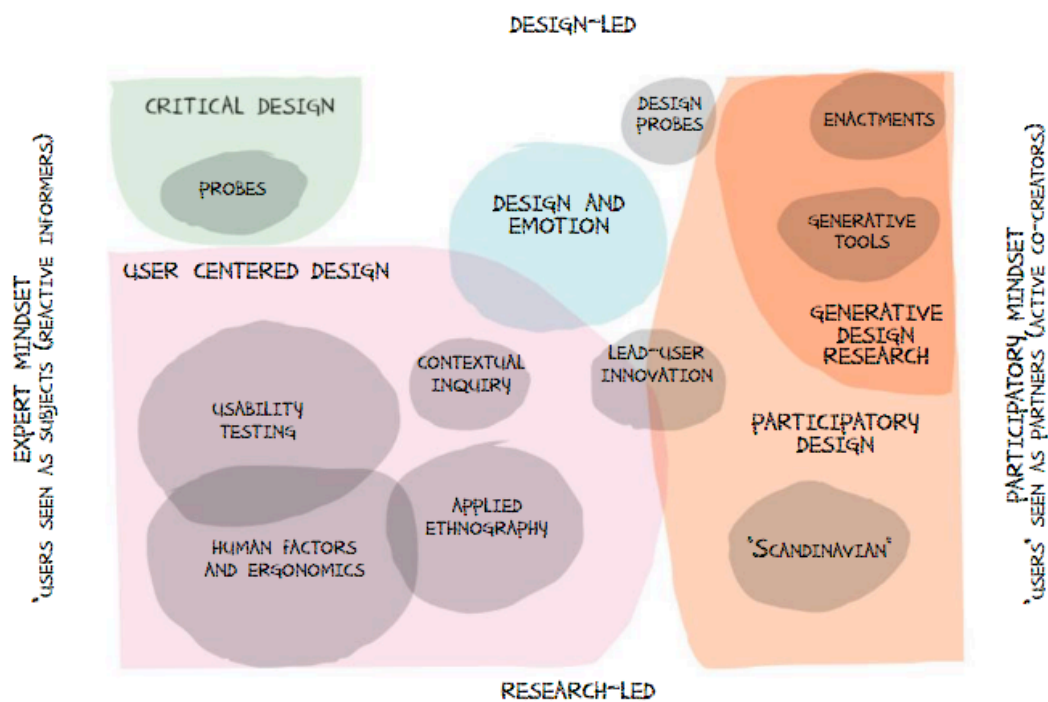 DESIGN-LED
CRITICAL DESIGN
PROBES
DESIGN
PROBES
ENACTMENTS
DESIGN AND
EMOTION
GENERATIVE
TOOLS
USER CENTERED DESIGN
GENERATIVE
DESIGN
RESEARCH
CONTEXTUAL
INQUIRY
LEAD-USER
INNOVATION
USABILITY
TESTING
PARTICIPATORY
DESIGN
APPLIED
ETHNOGRAPHY
HUMAN FACTORS
AND ERGONOMICS
'SCANDINAVIAN'
EXPERT MINDSET
'USERS SEEN AS SUBJECTS (REACTIVE INFORMERS)
PARTICIPATORY MINDSET
'USERS' SEEN AS PARTNERS (ACTIVE CO-CREATORS)
RESEARCH-LED